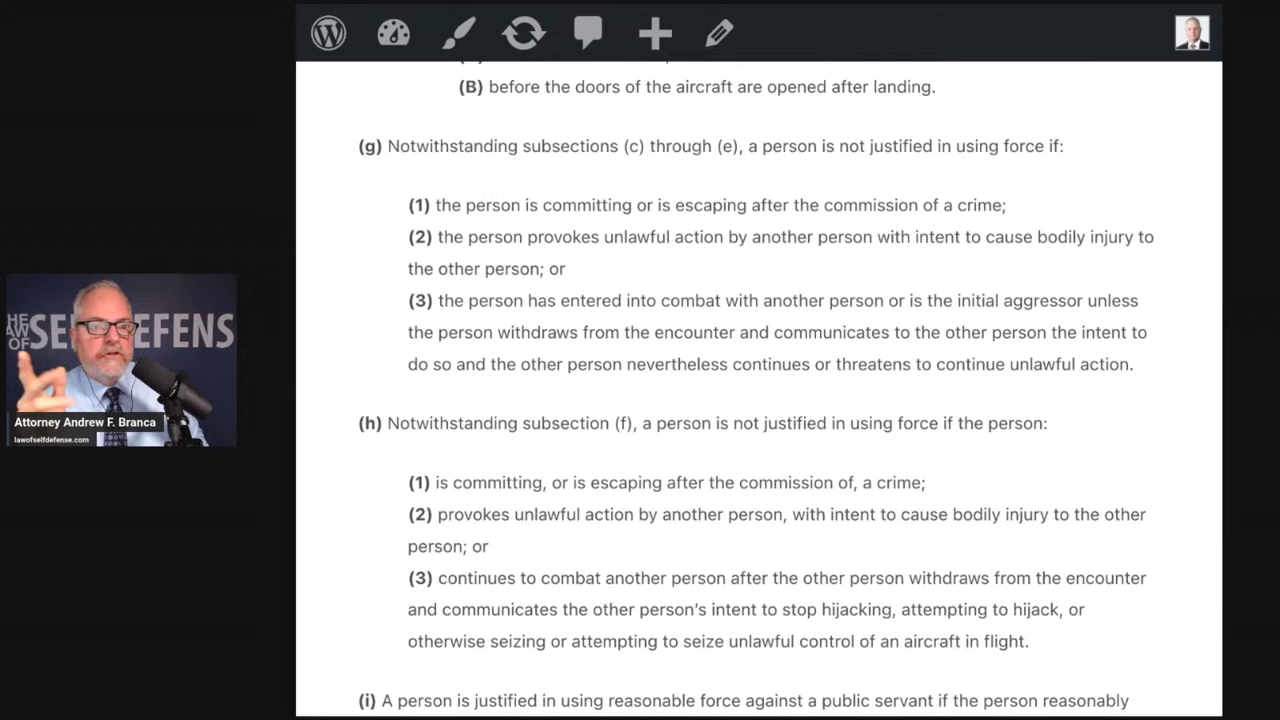 (B) before the doors of the aircraft are opened after landing.
(g) Notwithstanding subsections (c) through (e), a person is not justified in using force if:
(1) the person is committing or is escaping after the commission of a crime;
(2) the person provokes unlawful action by another person with intent to cause bodily injury to
the other person; or
(3) the person has entered into combat with another person or is the initial aggressor unless
the person withdraws from the encounter and communicates to the other person the intent to
do so and the other person nevertheless continues or threatens to continue unlawful action.
(h) Notwithstanding subsection (f), a person is not justified in using force if the person:
(1) is committing, or is escaping after the commission of, a crime;
(2) provokes unlawful action by another person, with intent to cause bodily injury to the other
person; or
(3) continues to combat another person after the other person withdraws from the encounter
and communicates the other person's intent to stop hijacking, attempting to hijack, or
otherwise seizing or attempting to seize unlawful control of an aircraft in flight.
(i) A person is justified in using reasonable force against a public servant if the person reasonably
OF SE EFENS
Attorney Andrew F. Branca
lawofselfdefense.com